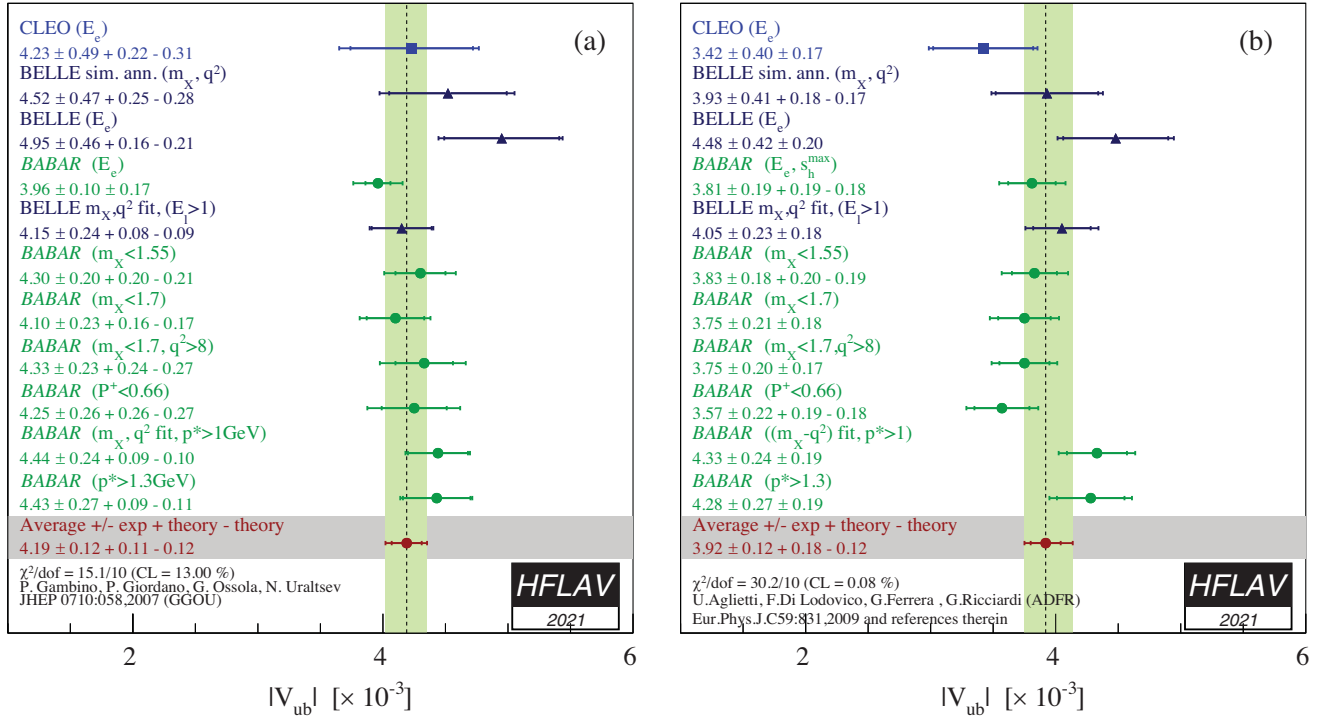 (a)
CLEO (E_e)
4.23 ± 0.49 + 0.22 - 0.31
BELLE sim. ann. (m_X, q²)
4.52 ± 0.47 + 0.25 - 0.28
BELLE (E_e)
4.95 ± 0.46 + 0.16 - 0.21
BABAR (E_e)
3.96 ± 0.10 ± 0.17
BELLE m_X,q² fit, (E_l>1)
4.15 ± 0.24 + 0.08 - 0.09
BABAR (m_X<1.55)
4.30 ± 0.20 + 0.20 - 0.21
BABAR (m_X<1.7)
4.10 ± 0.23 + 0.16 - 0.17
BABAR (m_X<1.7, q²>8)
4.33 ± 0.23 + 0.24 - 0.27
BABAR (P⁺<0.66)
4.25 ± 0.26 + 0.26 - 0.27
BABAR (m_X, q² fit, p*>1GeV)
4.44 ± 0.24 + 0.09 - 0.10
BABAR (p*>1.3GeV)
4.43 ± 0.27 + 0.09 - 0.11
Average +/- exp + theory - theory
4.19 ± 0.12 + 0.11 - 0.12
χ²/dof = 15.1/10 (CL = 13.00 %)
P. Gambino, P. Giordano, G. Ossola, N. Uraltsev
JHEP 0710:058,2007 (GGOU)
HFLAV
2021
2 4 6
|V_ub| [× 10⁻³]
(b)
CLEO (E_e)
3.42 ± 0.40 ± 0.17
BELLE sim. ann. (m_X, q²)
3.93 ± 0.41 + 0.18 - 0.17
BELLE (E_e)
4.48 ± 0.42 ± 0.20
BABAR (E_e, s_h^max)
3.81 ± 0.19 + 0.19 - 0.18
BELLE m_X,q² fit, (E_l>1)
4.05 ± 0.23 ± 0.18
BABAR (m_X<1.55)
3.83 ± 0.18 + 0.20 - 0.19
BABAR (m_X<1.7)
3.75 ± 0.21 ± 0.18
BABAR (m_X<1.7,q²>8)
3.75 ± 0.20 ± 0.17
BABAR (P⁺<0.66)
3.57 ± 0.22 + 0.19 - 0.18
BABAR ((m_X-q²) fit, p*>1)
4.33 ± 0.24 ± 0.19
BABAR (p*>1.3)
4.28 ± 0.27 ± 0.19
Average +/- exp + theory - theory
3.92 ± 0.12 + 0.18 - 0.12
χ²/dof = 30.2/10 (CL = 0.08 %)
U.Aglietti, F.Di Lodovico, G.Ferrera , G.Ricciardi (ADFR)
Eur.Phys.J.C59:831,2009 and references therein
HFLAV
2021
2 4 6
|V_ub| [× 10⁻³]